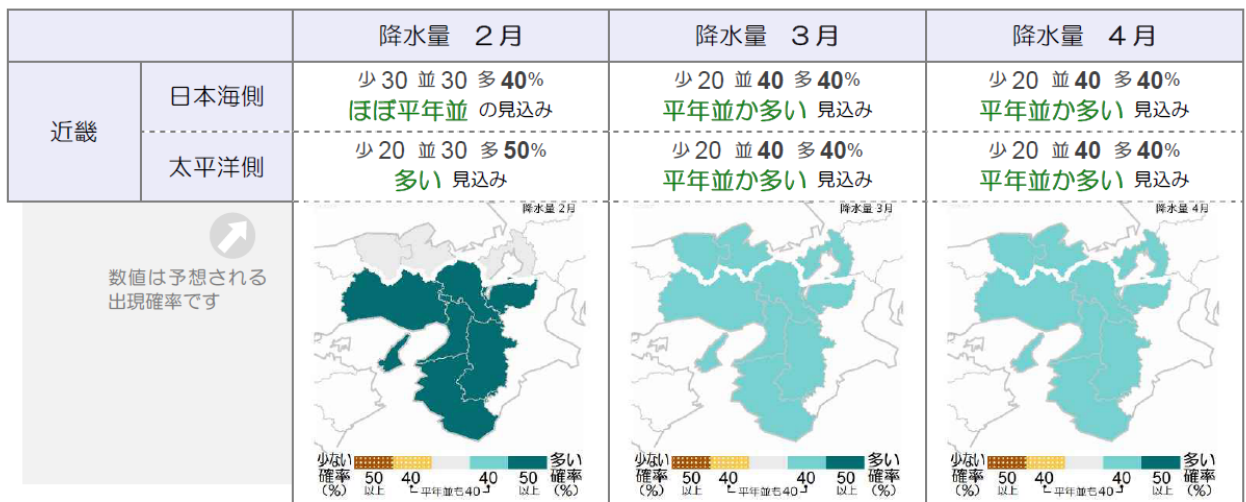 降水量 2月 降水量 3月 降水量 4月
近畿
日本海側
少30 並30 多40%
ほぼ平年並 の見込み
少20 並40 多40%
平年並か多い 見込み
少20 並40 多40%
平年並か多い 見込み
太平洋側
少20 並30 多50%
多い 見込み
少20 並40 多40%
平年並か多い 見込み
少20 並40 多40%
平年並か多い 見込み
数値は予想される
出現確率です
降水量 2月
少ない 多い
確率 50 40 40 50 確率
(%) 以上 平年並も40 以上 (%)
降水量 3月
少ない 多い
確率 50 40 40 50 確率
(%) 以上 平年並も40 以上 (%)
降水量 4月
少ない 多い
確率 50 40 40 50 確率
(%) 以上 平年並も40 以上 (%)